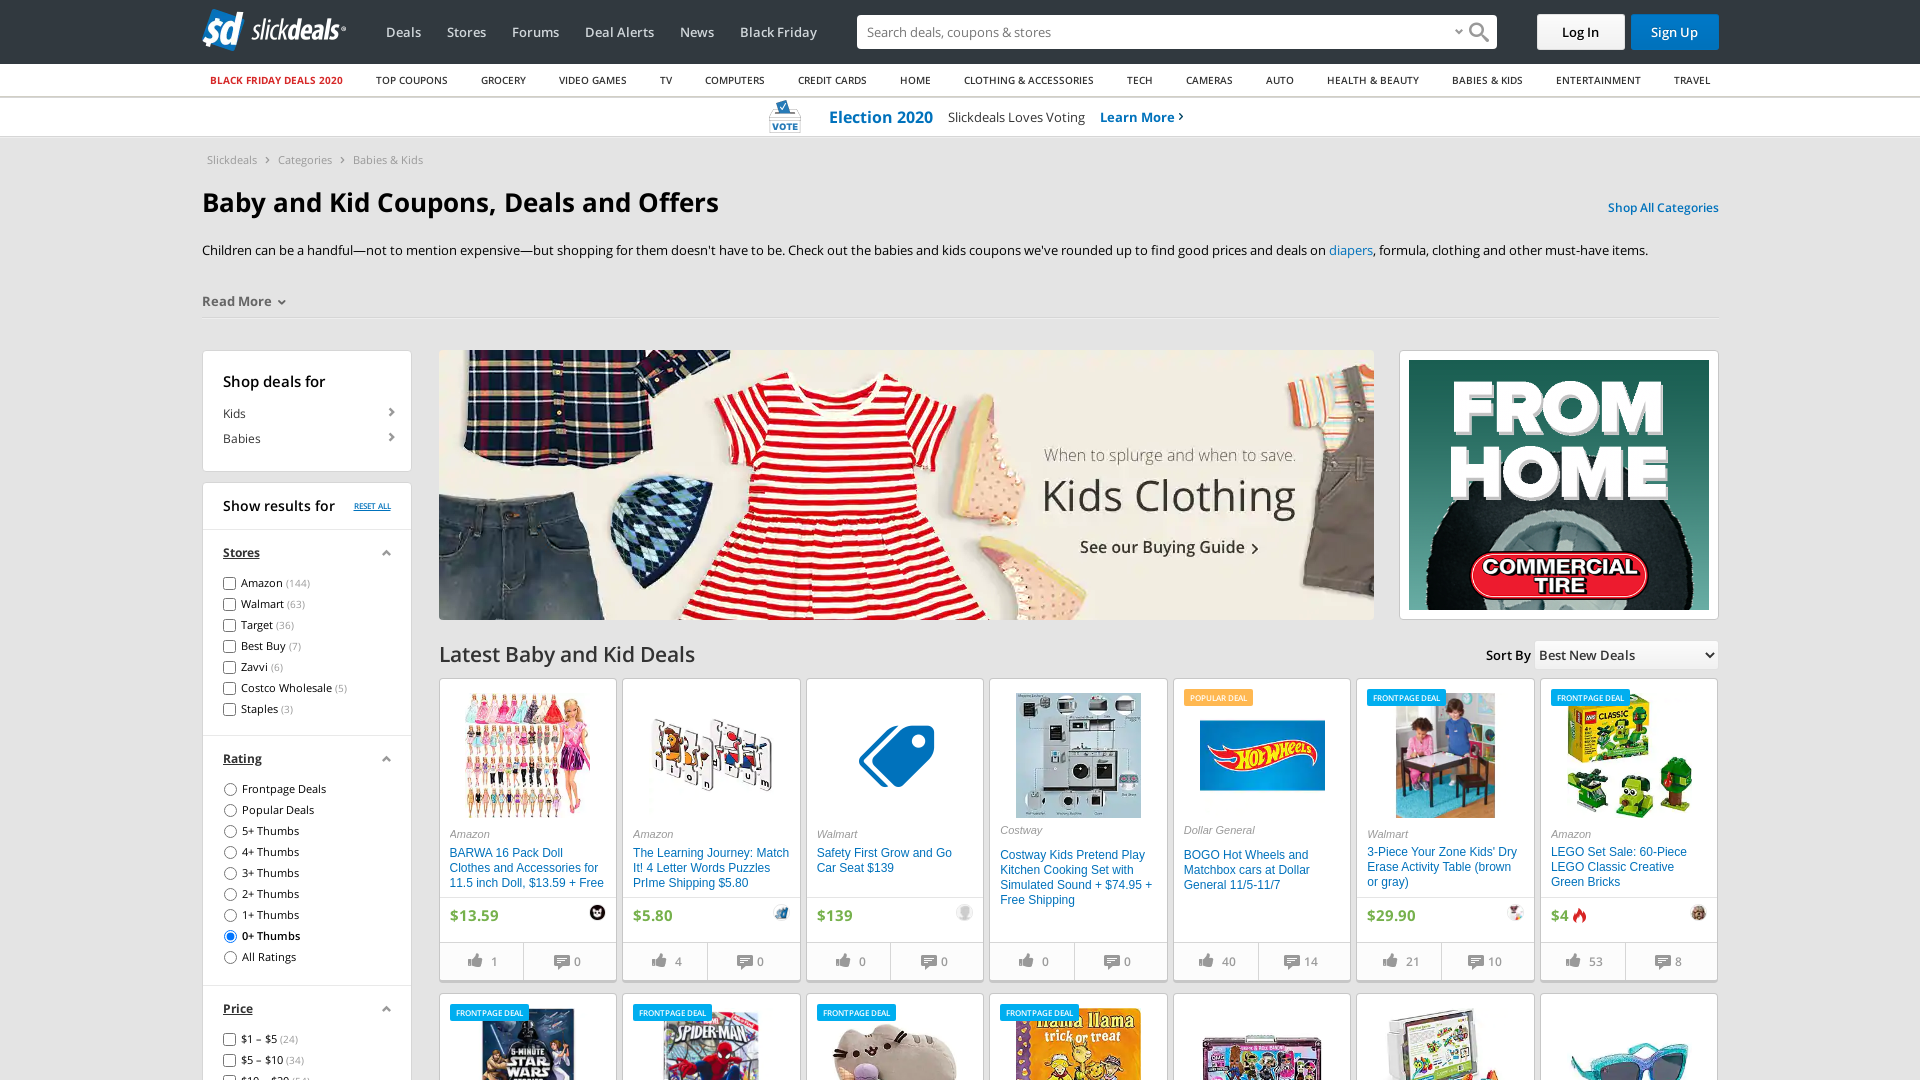 slickdeals
Deals
Stores
Forums
Deal Alerts
News
Black Friday
Search deals, coupons & stores
Log In
Sign Up
BLACK FRIDAY DEALS 2020
TOP COUPONS
GROCERY
VIDEO GAMES
TV
COMPUTERS
CREDIT CARDS
HOME
CLOTHING & ACCESSORIES
TECH
CAMERAS
AUTO
HEALTH & BEAUTY
BABIES & KIDS
ENTERTAINMENT
TRAVEL
VOTE
Election 2020 Slickdeals Loves Voting Learn More
Slickdeals
Categories
Babies & Kids
Baby and Kid Coupons, Deals and Offers
Shop All Categories
Children can be a handful—not to mention expensive—but shopping for them doesn't have to be. Check out the babies and kids coupons we've rounded up to find good prices and deals on diapers, formula, clothing and other must-have items.
Read More
Shop deals for
Kids
Babies
Show results for
RESET ALL
Stores
Amazon (144)
Walmart (63)
Target (36)
Best Buy (7)
Zavvi (6)
Costco Wholesale (5)
Staples (3)
Rating
Frontpage Deals
Popular Deals
5+ Thumbs
4+ Thumbs
3+ Thumbs
2+ Thumbs
1+ Thumbs
0+ Thumbs
All Ratings
Price
$1 – $5 (24)
$5 – $10 (34)
When to splurge and when to save.
Kids Clothing
See our Buying Guide
FROM
HOME
COMMERCIAL
TIRE
Latest Baby and Kid Deals
Sort By
Best New Deals
Amazon
BARWA 16 Pack Doll
Clothes and Accessories for
11.5 inch Doll, $13.59 + Free
$13.59
1
0
Amazon
The Learning Journey: Match
It! 4 Letter Words Puzzles
PrIme Shipping $5.80
$5.80
4
0
Walmart
Safety First Grow and Go
Car Seat $139
$139
0
0
Costway
Costway Kids Pretend Play
Kitchen Cooking Set with
Simulated Sound + $74.95 +
Free Shipping
0
0
POPULAR DEAL
HOT WHEELS
Dollar General
BOGO Hot Wheels and
Matchbox cars at Dollar
General 11/5-11/7
40
14
FRONTPAGE DEAL
Walmart
3-Piece Your Zone Kids' Dry
Erase Activity Table (brown
or gray)
$29.90
21
10
FRONTPAGE DEAL
CLASSIC
Amazon
LEGO Set Sale: 60-Piece
LEGO Classic Creative
Green Bricks
$4
53
8
FRONTPAGE DEAL
5-MINUTE
STAR
WARS
FRONTPAGE DEAL
SPIDER-MAN
FRONTPAGE DEAL
FRONTPAGE DEAL
llama llama
trick or treat